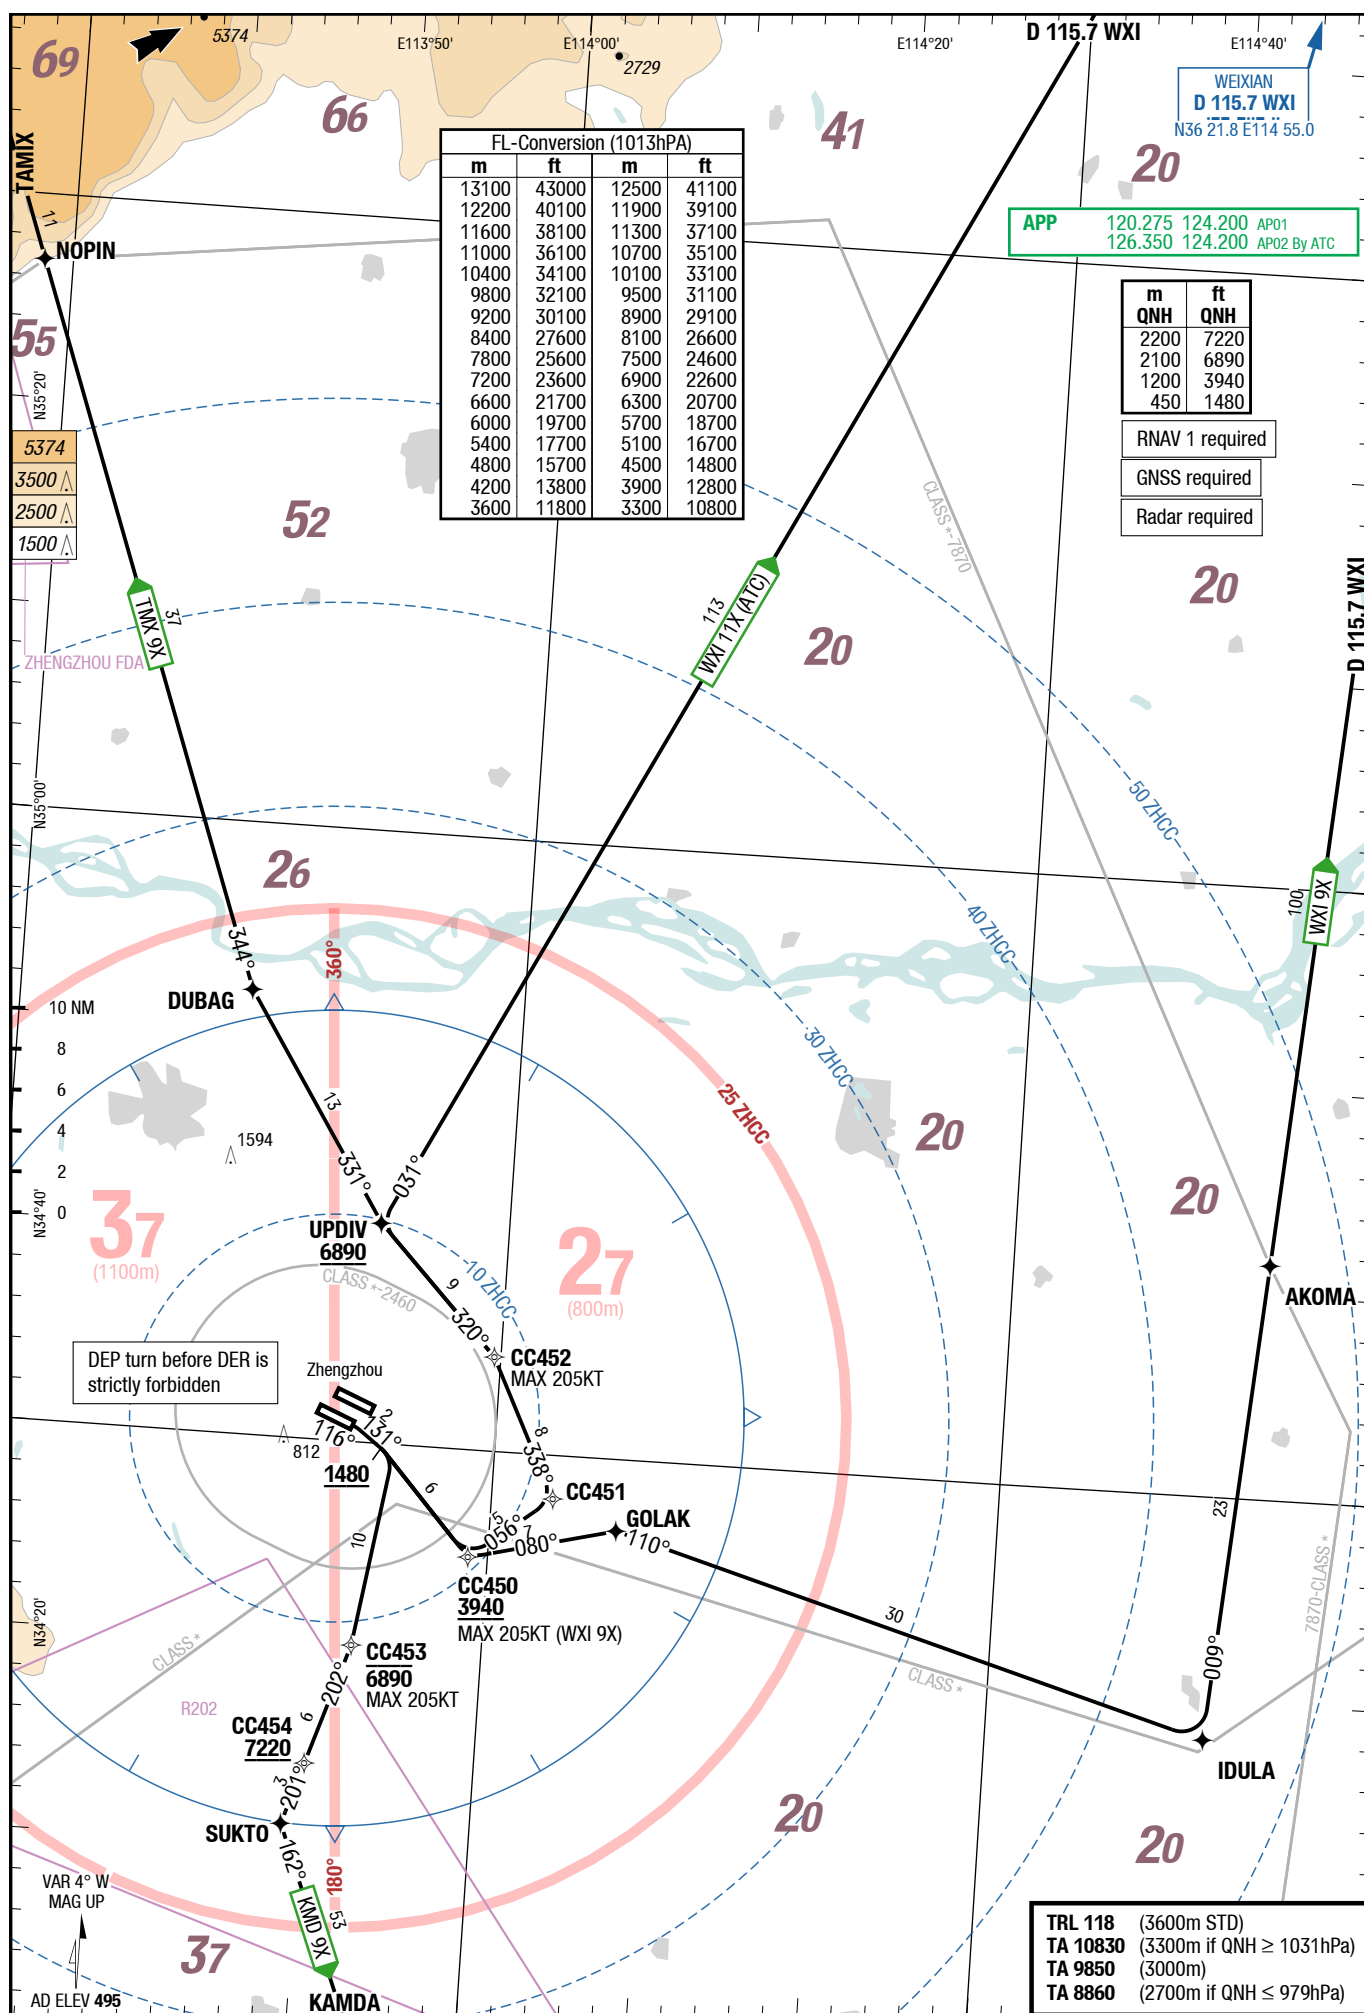 5374
E113°50'
E114°00'
E114°20'
E114°40'
D 115.7 WXI
2729
69
66
41
20
WEIXIAN
D 115.7 WXI
N36 21.8 E114 55.0
TAMIX
11
NOPIN
55
N35°20'
FL-Conversion (1013hPA)
m ft m ft
13100 43000 12500 41100
12200 40100 11900 39100
11600 38100 11300 37100
11000 36100 10700 35100
10400 34100 10100 33100
9800 32100 9500 31100
9200 30100 8900 29100
8400 27600 8100 26600
7800 25600 7500 24600
7200 23600 6900 22600
6600 21700 6300 20700
6000 19700 5700 18700
5400 17700 5100 16700
4800 15700 4500 14800
4200 13800 3900 12800
3600 11800 3300 10800
APP 120.275 124.200 AP01
126.350 124.200 AP02 By ATC
m ft
QNH QNH
2200 7220
2100 6890
1200 3940
450 1480
RNAV 1 required
GNSS required
Radar required
5374
3500
2500
1500
52
CLASS *-7870
TMX 9X
37
ZHENGZHOU FDA
113
WXI 11X (ATC)
20
20
D 115.7 WXI
N35°00'
50 ZHCC
26
100
WXI 9X
40 ZHCC
344°
360°
DUBAG
10 NM
8
6
4
2
0
30 ZHCC
13
25 ZHCC
20
1594
331°
031°
N34°40'
37
(1100m)
UPDIV
6890
CLASS *-2460
10 ZHCC
27
(800m)
20
9
320°
AKOMA
DEP turn before DER is
strictly forbidden
Zhengzhou
CC452
MAX 205KT
2
116°
131°
812
1480
8
338°
CC451
6
5
056°
7
080°
GOLAK
110°
23
10
7870-CLASS *
CC450
3940
MAX 205KT (WXI 9X)
30
N34°20'
CLASS *
CLASS *
009°
CC453
6890
MAX 205KT
202°
R202
6
CC454
7220
3
201°
IDULA
SUKTO
20
20
162°
180°
VAR 4° W
MAG UP
KMD 9X
53
37
AD ELEV 495
KAMDA
TRL 118 (3600m STD)
TA 10830 (3300m if QNH ≥ 1031hPa)
TA 9850 (3000m)
TA 8860 (2700m if QNH ≤ 979hPa)